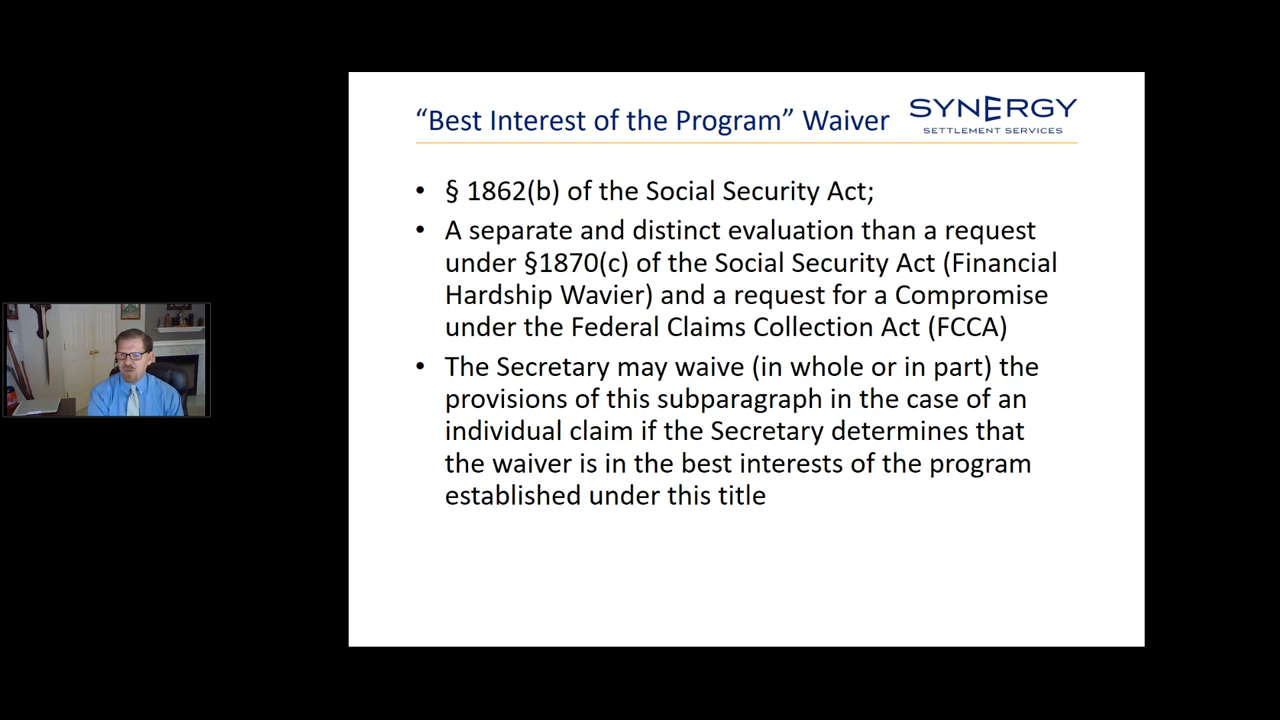 “Best Interest of the Program” Waiver
SYNERGY
SETTLEMENT SERVICES
• § 1862(b) of the Social Security Act;
• A separate and distinct evaluation than a request
under §1870(c) of the Social Security Act (Financial
Hardship Wavier) and a request for a Compromise
under the Federal Claims Collection Act (FCCA)
• The Secretary may waive (in whole or in part) the
provisions of this subparagraph in the case of an
individual claim if the Secretary determines that
the waiver is in the best interests of the program
established under this title